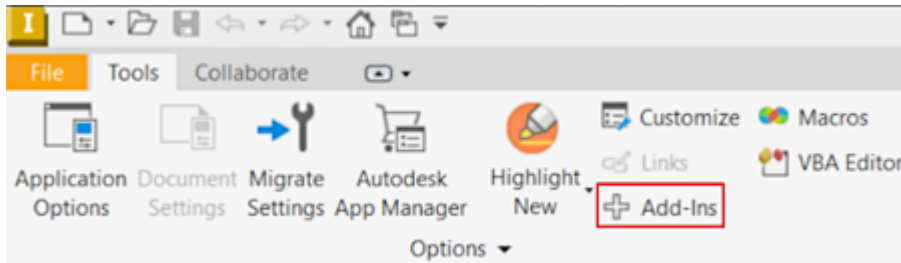 I
File Tools Collaborate
Application Options
Document Settings
Migrate Settings
Autodesk App Manager
Highlight New
Customize
Links
Add-Ins
Macros
VBA Editor
Options